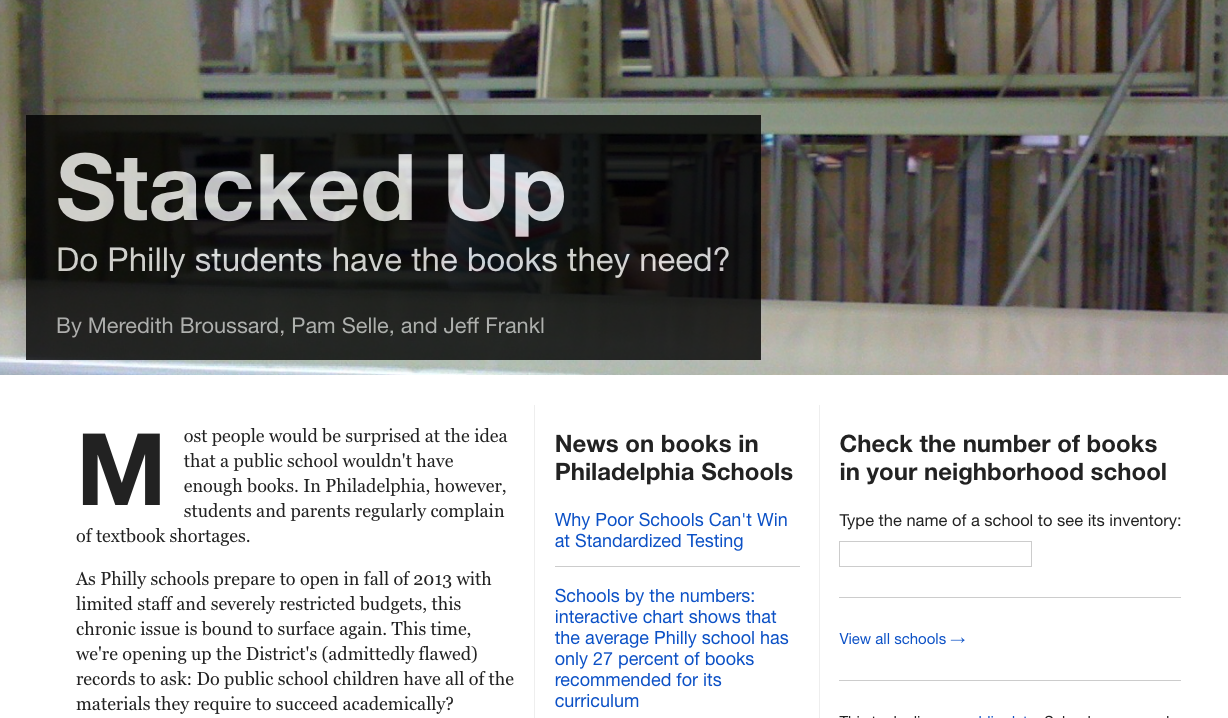 Stacked Up
Do Philly students have the books they need?
By Meredith Broussard, Pam Selle, and Jeff Frankl
Most people would be surprised at the idea
that a public school wouldn't have
enough books. In Philadelphia, however,
students and parents regularly complain
of textbook shortages.
As Philly schools prepare to open in fall of 2013 with
limited staff and severely restricted budgets, this
chronic issue is bound to surface again. This time,
we're opening up the District's (admittedly flawed)
records to ask: Do public school children have all of the
materials they require to succeed academically?
News on books in
Philadelphia Schools
Why Poor Schools Can't Win
at Standardized Testing
Schools by the numbers:
interactive chart shows that
the average Philly school has
only 27 percent of books
recommended for its
curriculum
Check the number of books
in your neighborhood school
Type the name of a school to see its inventory:
View all schools →